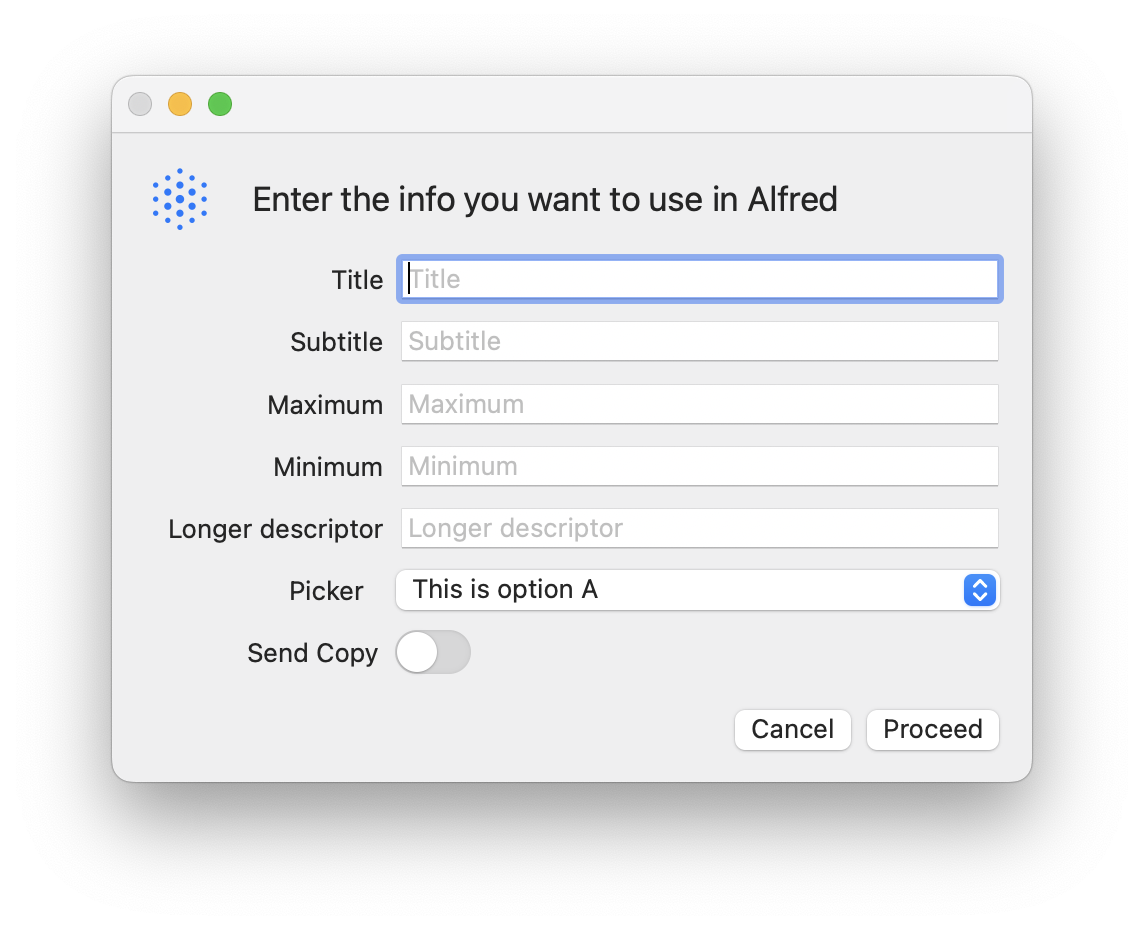 Enter the info you want to use in Alfred
Title Title
Subtitle Subtitle
Maximum Maximum
Minimum Minimum
Longer descriptor Longer descriptor
Picker This is option A
Send Copy
Cancel Proceed